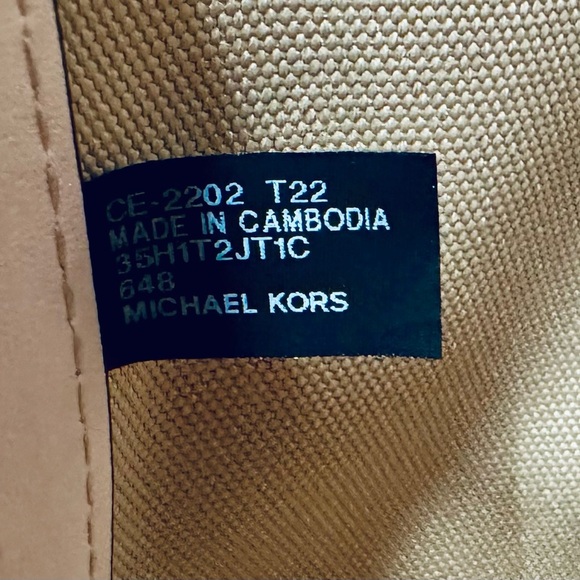 CE-2202 T22
MADE IN CAMBODIA
35H1T2JT1C
648
MICHAEL KORS